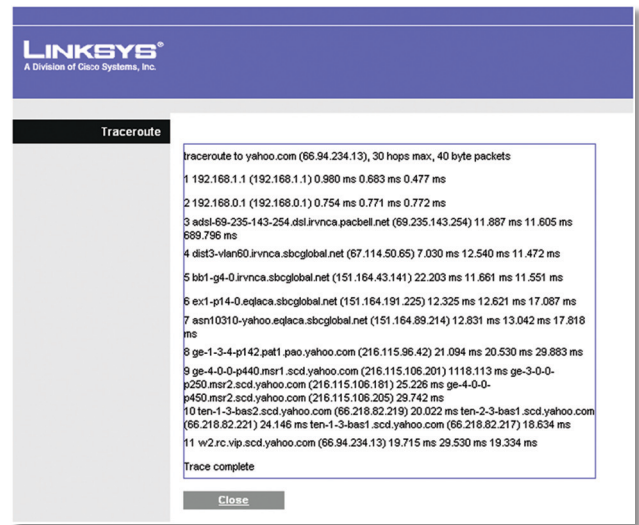 LINKSYS®
A Division of Cisco Systems, Inc.
Traceroute
traceroute to yahoo.com (66.94.234.13), 30 hops max, 40 byte packets
1 192.168.1.1 (192.168.1.1) 0.980 ms 0.683 ms 0.477 ms
2 192.168.0.1 (192.168.0.1) 0.754 ms 0.771 ms 0.772 ms
3 adsl-69-235-143-254.dsl.irvnca.pacbell.net (69.235.143.254) 11.887 ms 11.605 ms
689.796 ms
4 dist3-vlan60.irvnca.sbcglobal.net (67.114.50.65) 7.030 ms 12.540 ms 11.472 ms
5 bb1-g4-0.irvnca.sbcglobal.net (151.164.43.141) 22.203 ms 11.661 ms 11.551 ms
6 ex1-p14-0.eqlaca.sbcglobal.net (151.164.191.225) 12.325 ms 12.621 ms 17.087 ms
7 asn10310-yahoo.eqlaca.sbcglobal.net (151.164.89.214) 12.831 ms 13.042 ms 17.818
ms
8 ge-1-3-4-p142.pat1.pao.yahoo.com (216.115.96.42) 21.094 ms 20.530 ms 29.883 ms
9 ge-4-0-0-p440.msr1.scd.yahoo.com (216.115.106.201) 1118.113 ms ge-3-0-0-
p250.msr2.scd.yahoo.com (216.115.106.181) 25.226 ms ge-4-0-0-
p450.msr2.scd.yahoo.com (216.115.106.205) 29.742 ms
10 ten-1-3-bas2.scd.yahoo.com (66.218.82.219) 20.022 ms ten-2-3-bas1.scd.yahoo.com
(66.218.82.221) 24.146 ms ten-1-3-bas1.scd.yahoo.com (66.218.82.217) 18.634 ms
11 w2.rc.vip.scd.yahoo.com (66.94.234.13) 19.715 ms 29.530 ms 19.334 ms
Trace complete
Close